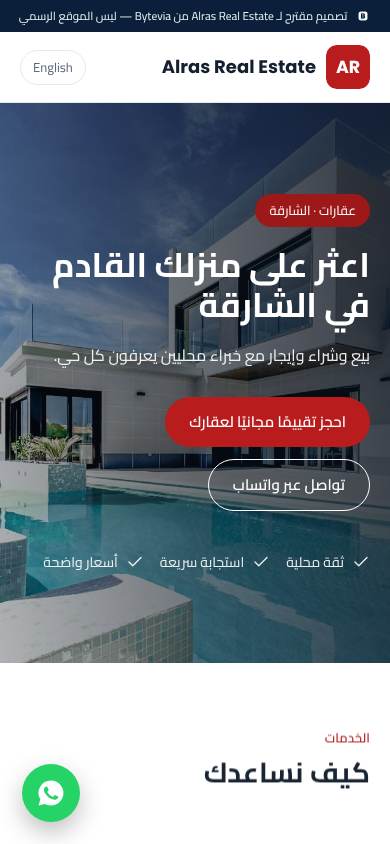 تصميم مقترح لـ Alras Real Estate من Bytevia — ليس الموقع الرسمي
AR
Alras Real Estate
English
عقارات · الشارقة
اعثر على منزلك القادم
في الشارقة
بيع وشراء وإيجار مع خبراء محليين يعرفون كل حي.
احجز تقييمًا مجانيًا لعقارك
تواصل عبر واتساب
ثقة محلية
استجابة سريعة
أسعار واضحة
الخدمات
كيف نساعدك